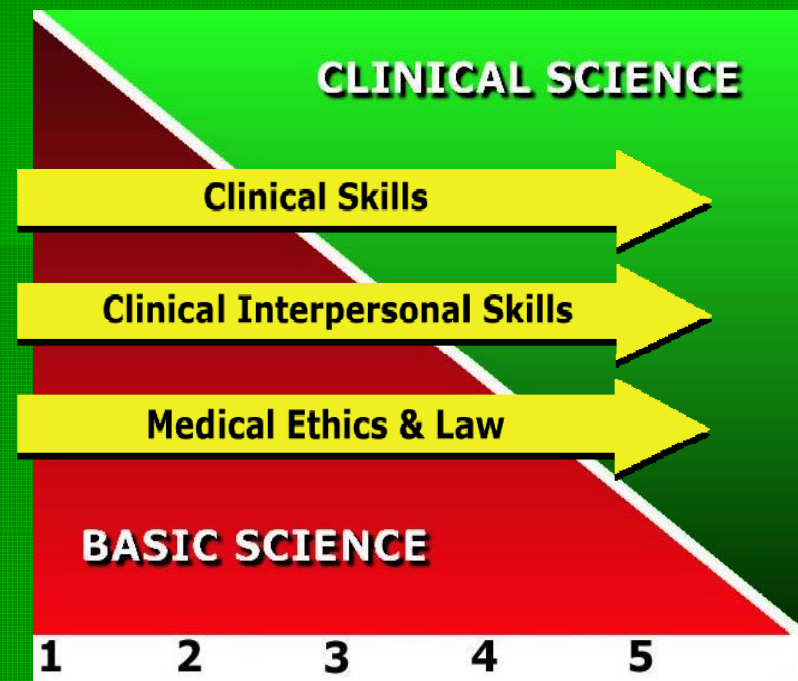 CLINICAL SCIENCE
Clinical Skills
Clinical Interpersonal Skills
Medical Ethics & Law
BASIC SCIENCE
1 2 3 4 5